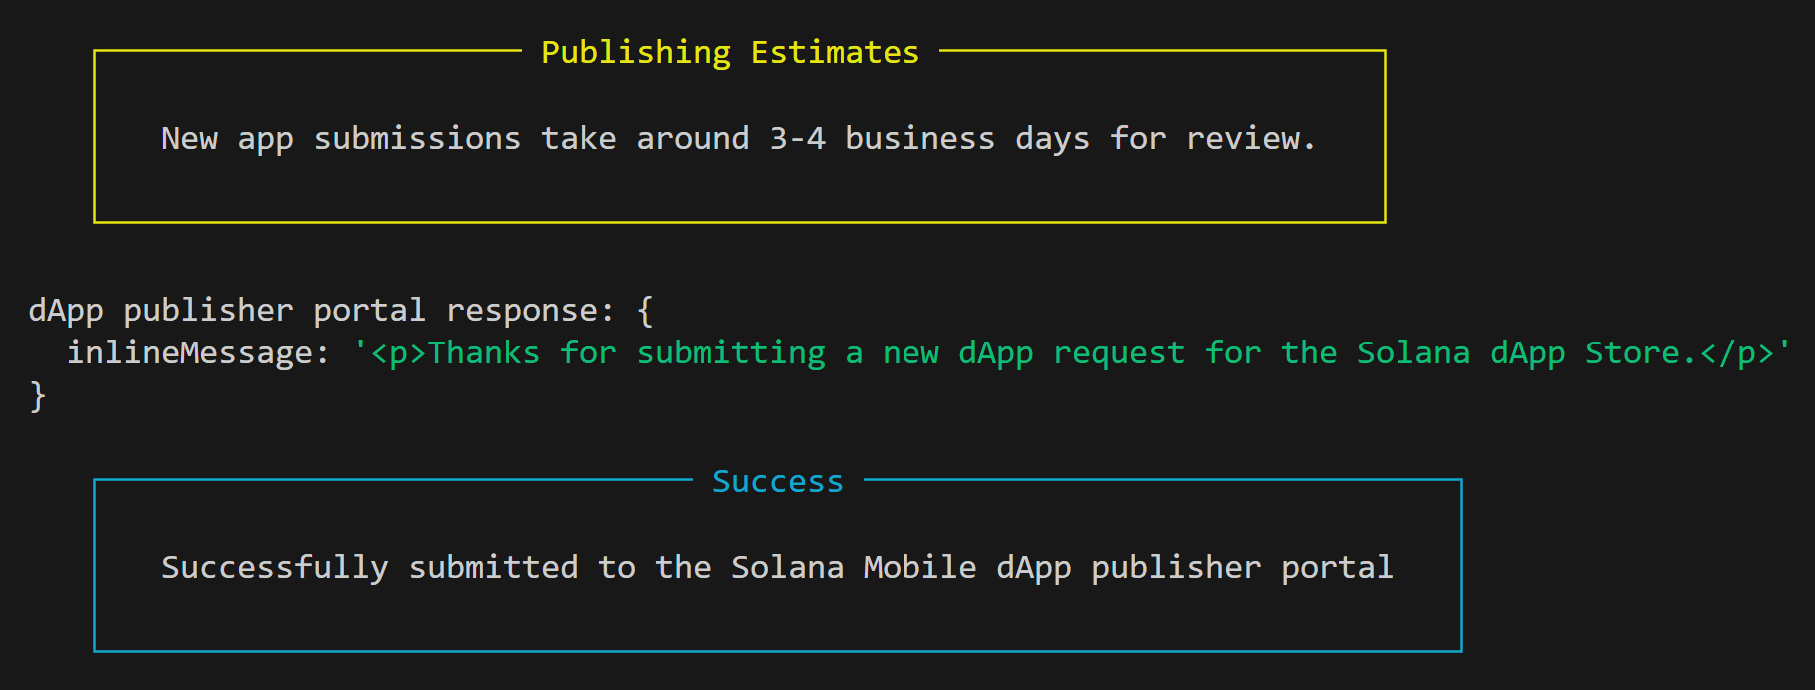 Publishing Estimates
New app submissions take around 3-4 business days for review.
dApp publisher portal response: {
inlineMessage: '<p>Thanks for submitting a new dApp request for the Solana dApp Store.</p>'
}
Success
Successfully submitted to the Solana Mobile dApp publisher portal